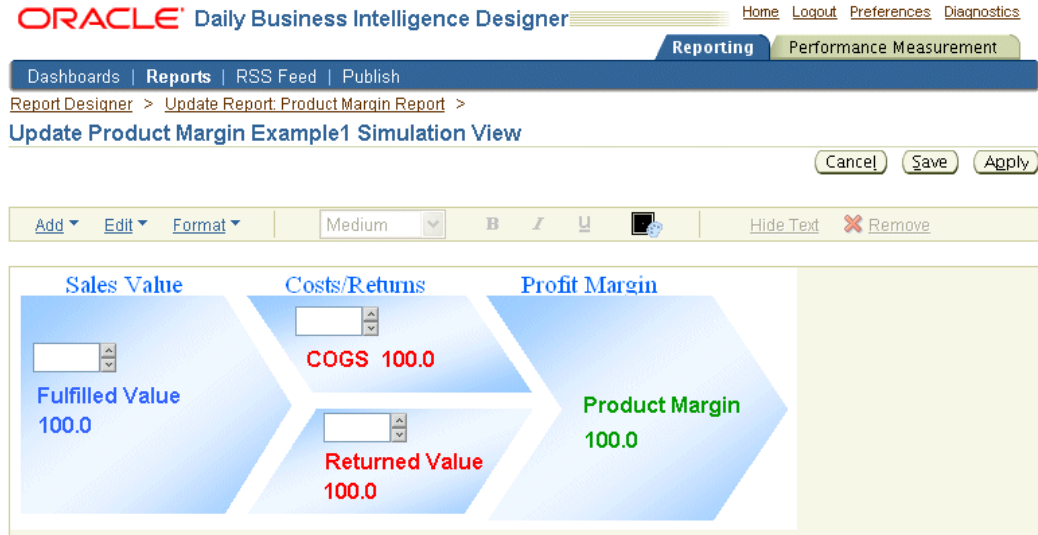 ORACLE Daily Business Intelligence Designer
Home Logout Preferences Diagnostics
Reporting Performance Measurement
Dashboards | Reports | RSS Feed | Publish
Report Designer > Update Report: Product Margin Report >
Update Product Margin Example1 Simulation View
Cancel Save Apply
Add Edit Format Medium B I U Hide Text Remove
Sales Value Costs/Returns Profit Margin
COGS 100.0
Fulfilled Value
100.0
Returned Value
100.0
Product Margin
100.0